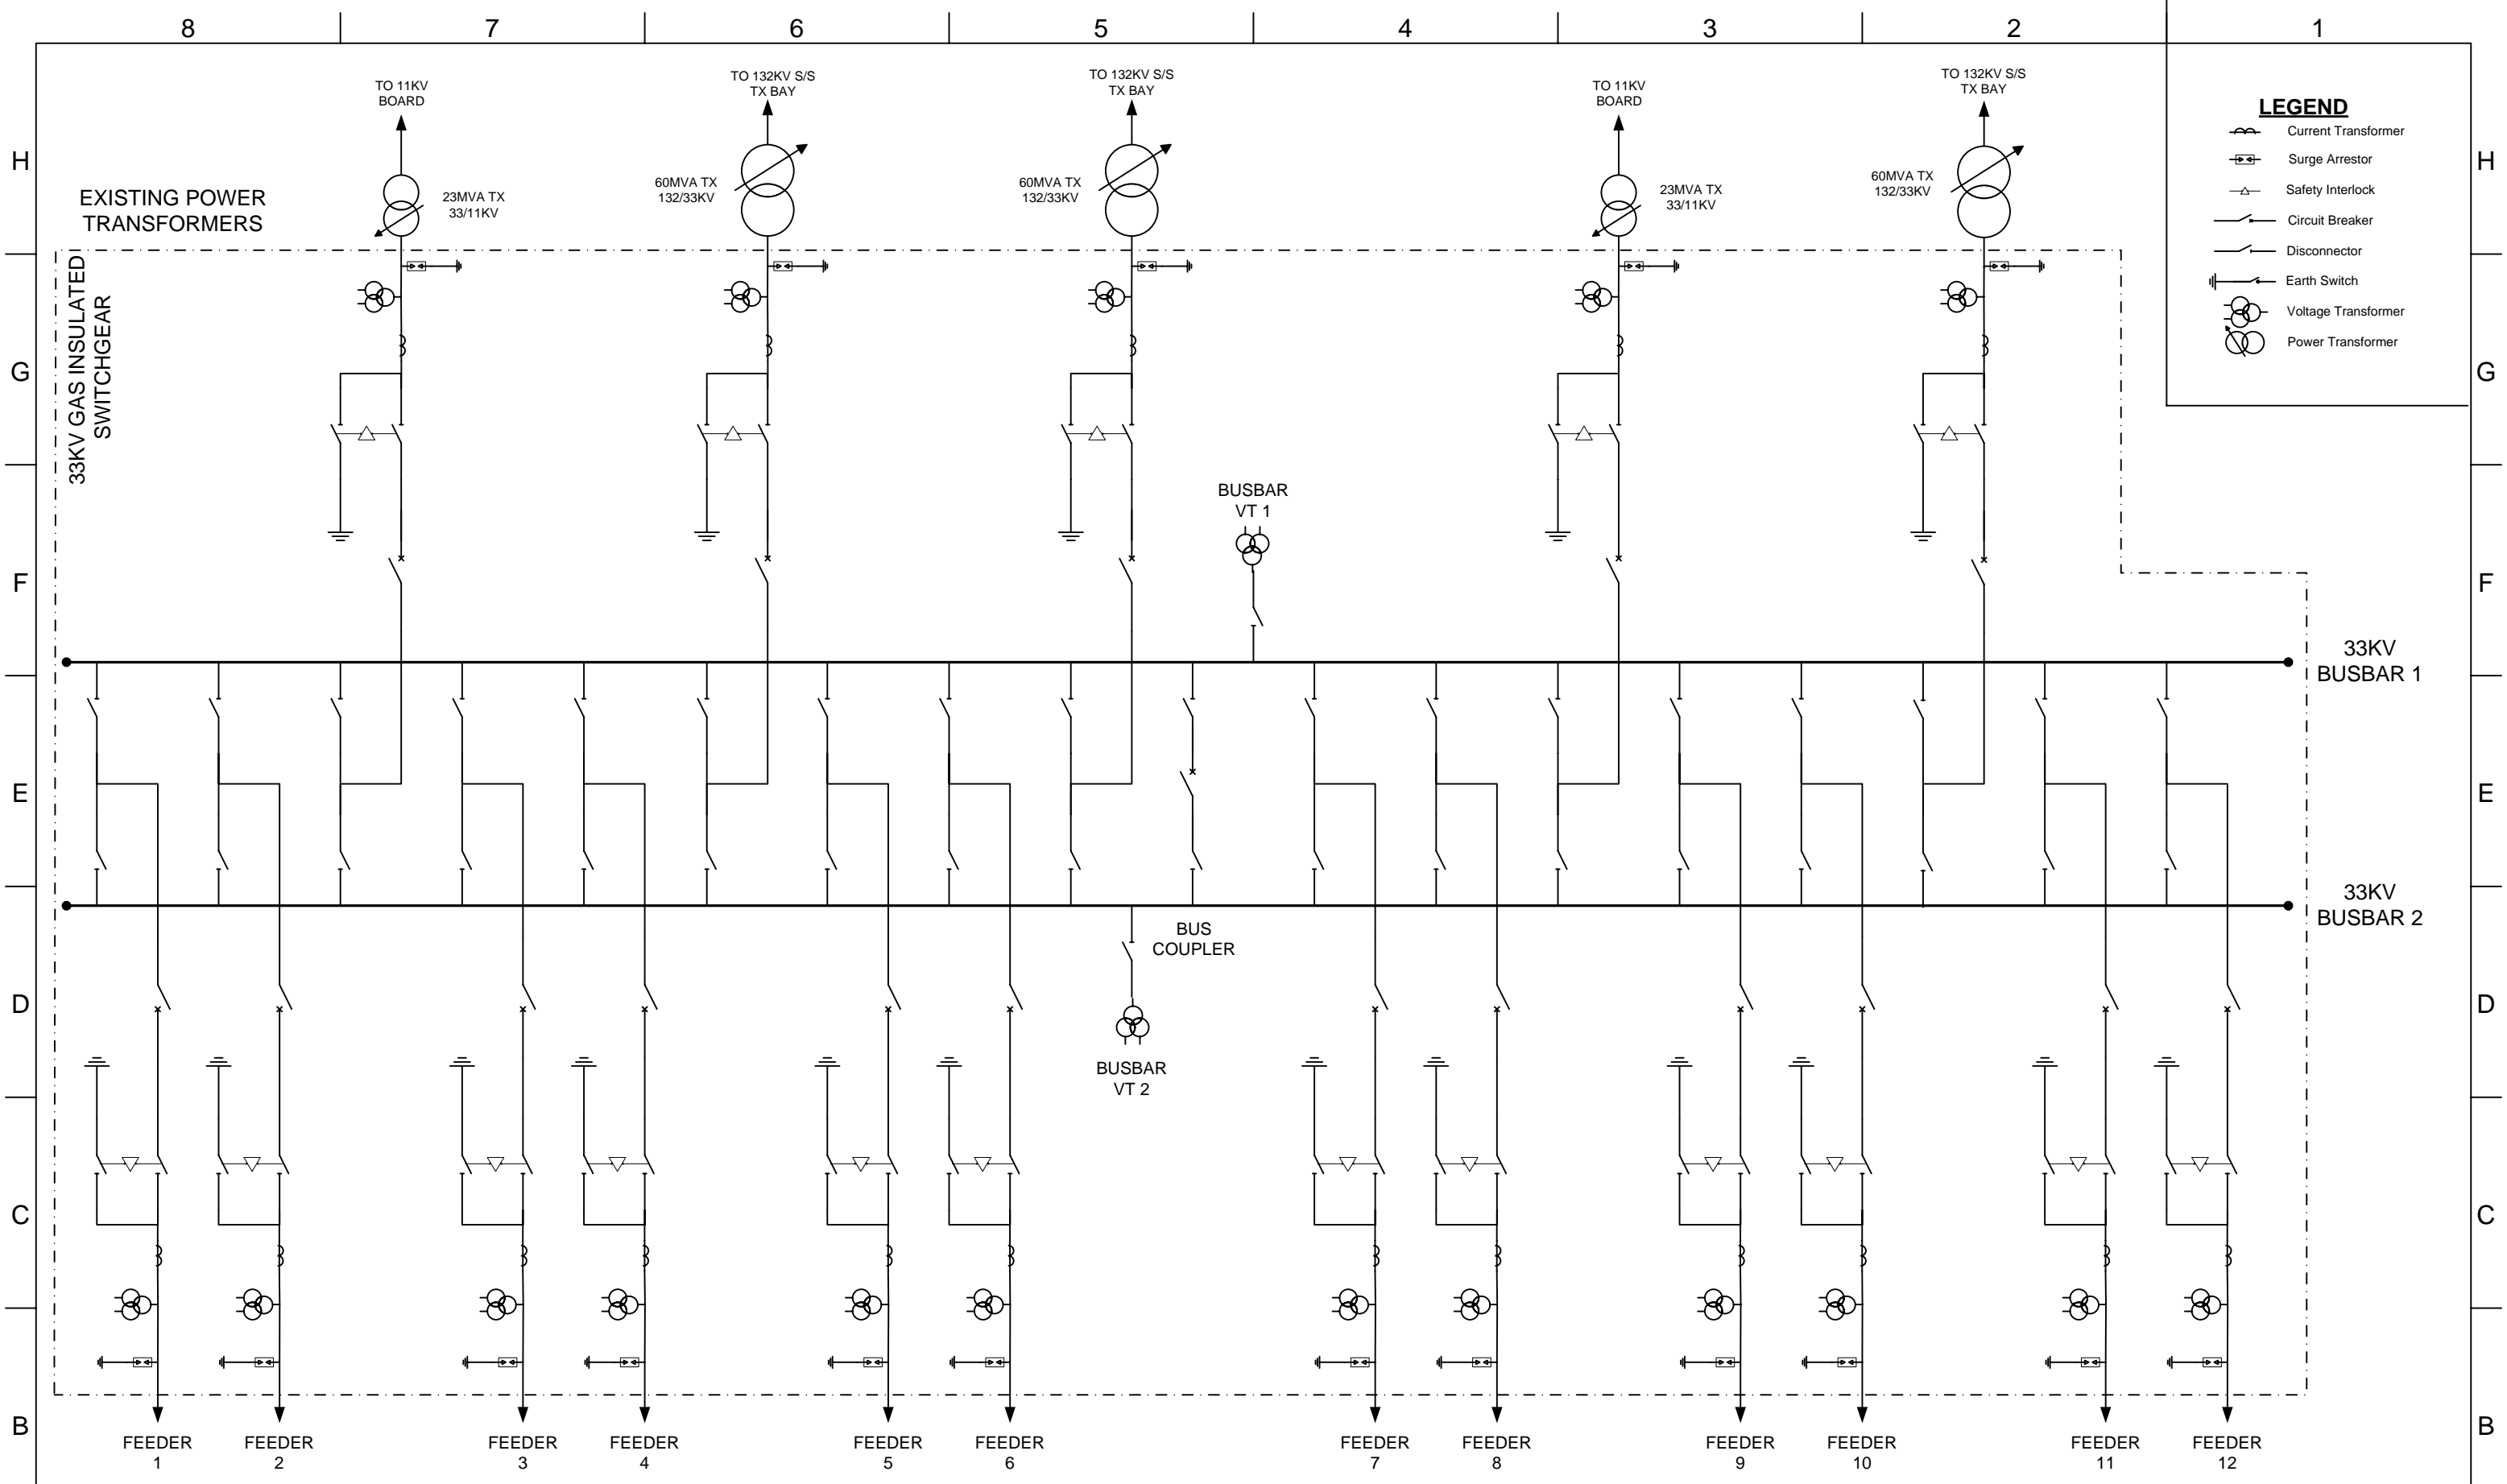 8 7 6 5 4 3 2 1
TO 11KV
BOARD
TO 132KV S/S
TX BAY
TO 132KV S/S
TX BAY
TO 11KV
BOARD
TO 132KV S/S
TX BAY
LEGEND
Current Transformer
Surge Arrestor
Safety Interlock
Circuit Breaker
Disconnector
Earth Switch
Voltage Transformer
Power Transformer
H H
EXISTING POWER
TRANSFORMERS
23MVA TX
33/11KV
60MVA TX
132/33KV
60MVA TX
132/33KV
23MVA TX
33/11KV
60MVA TX
132/33KV
33KV GAS INSULATED
SWITCHGEAR
G G
BUSBAR
VT 1
F F
33KV
BUSBAR 1
E E
33KV
BUSBAR 2
BUS
COUPLER
D D
BUSBAR
VT 2
C C
B B
FEEDER
1
FEEDER
2
FEEDER
3
FEEDER
4
FEEDER
5
FEEDER
6
FEEDER
7
FEEDER
8
FEEDER
9
FEEDER
10
FEEDER
11
FEEDER
12